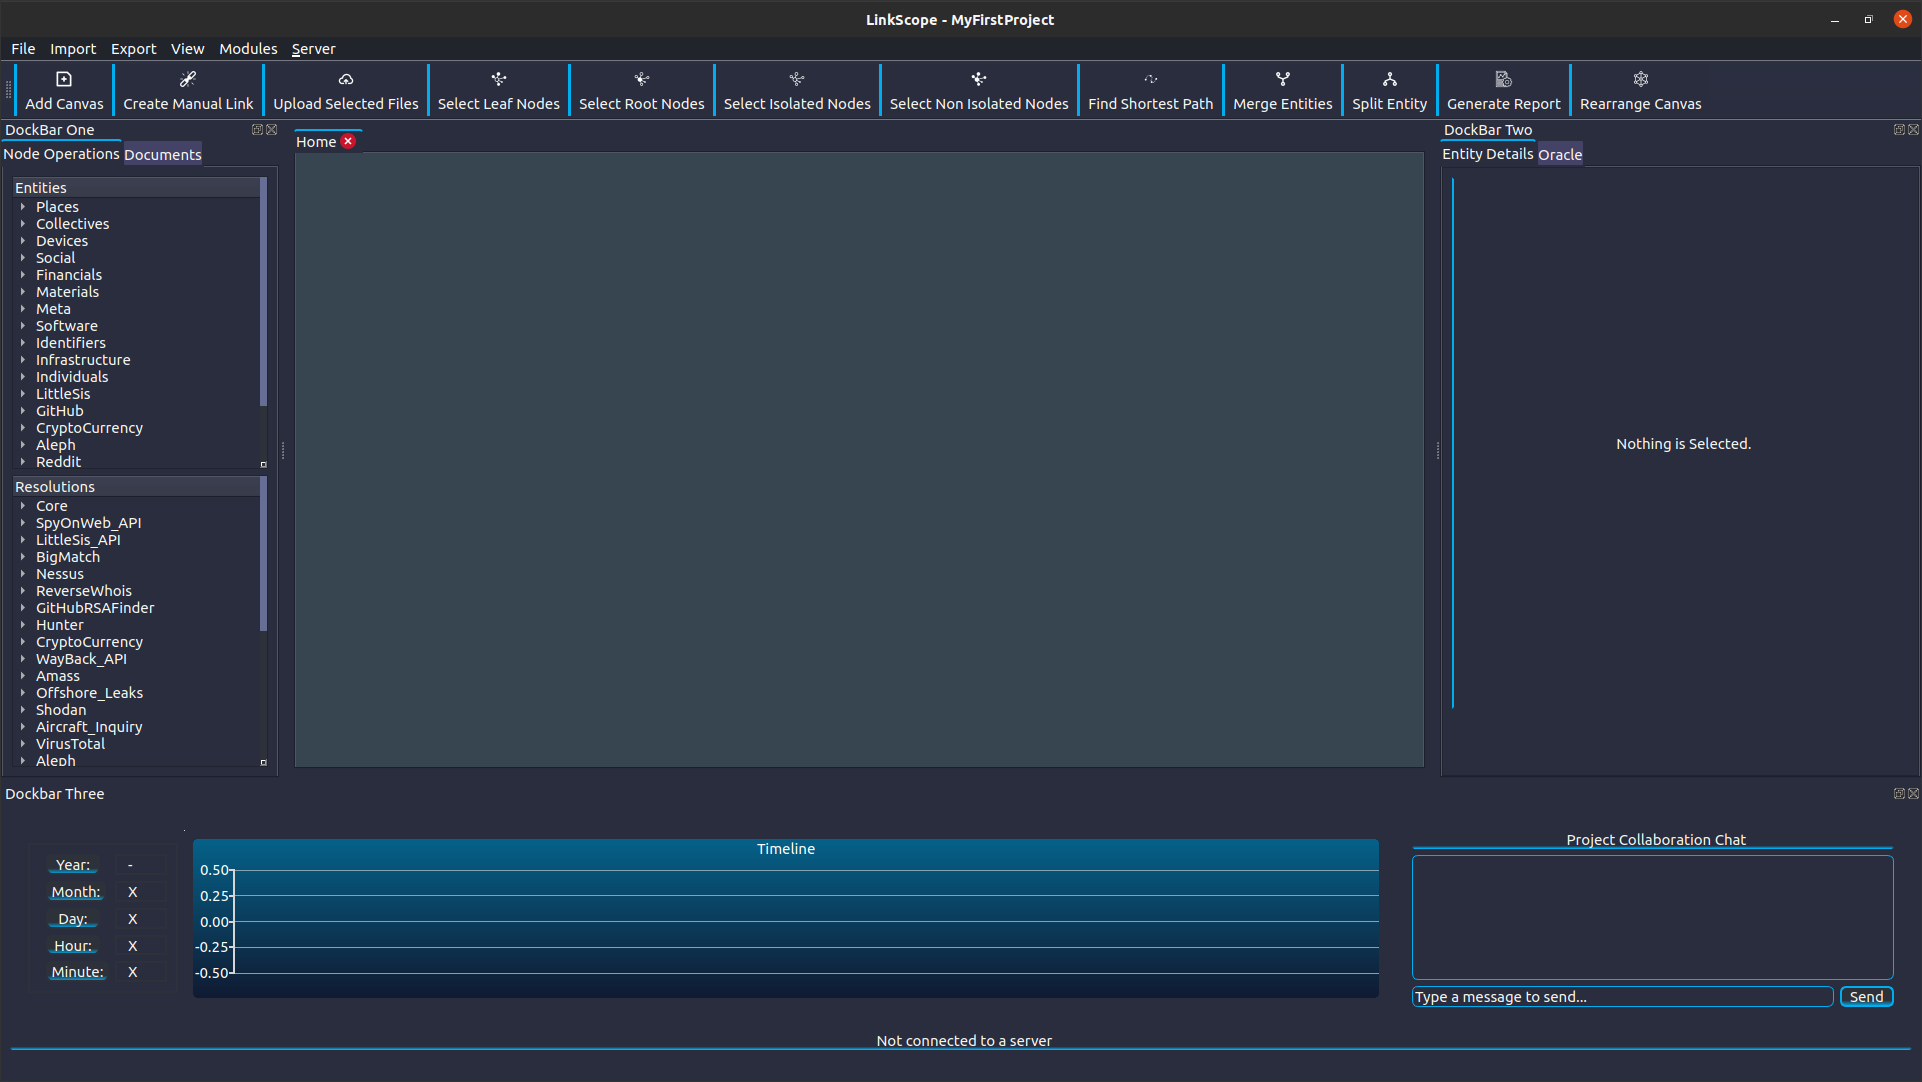 LinkScope - MyFirstProject
File Import Export View Modules Server
Add Canvas Create Manual Link Upload Selected Files Select Leaf Nodes Select Root Nodes Select Isolated Nodes Select Non Isolated Nodes Find Shortest Path Merge Entities Split Entity Generate Report Rearrange Canvas
DockBar One
Node Operations Documents
Entities
Places
Collectives
Devices
Social
Financials
Materials
Meta
Software
Identifiers
Infrastructure
Individuals
LittleSis
GitHub
CryptoCurrency
Aleph
Reddit
Resolutions
Core
SpyOnWeb_API
LittleSis_API
BigMatch
Nessus
ReverseWhois
GitHubRSAFinder
Hunter
CryptoCurrency
WayBack_API
Amass
Offshore_Leaks
Shodan
Aircraft_Inquiry
VirusTotal
Aleph
Home
DockBar Two
Entity Details Oracle
Nothing is Selected.
Dockbar Three
Year: -
Month: X
Day: X
Hour: X
Minute: X
Timeline
0.50
0.25
0.00
-0.25
-0.50
Project Collaboration Chat
Type a message to send...
Send
Not connected to a server